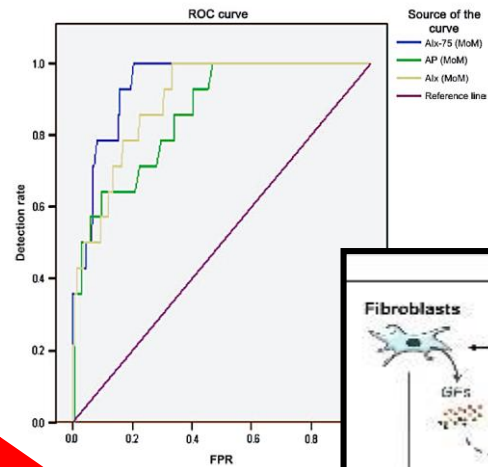 ROC curve
Source of the
curve
AIx-75 (MoM)
AP (MoM)
AIx (MoM)
Reference line
Detection rate
1.0
0.8
0.6
0.4
0.2
0.0
0.0
0.2
0.4
0.6
0.8
FPR
Fibroblasts
GFs